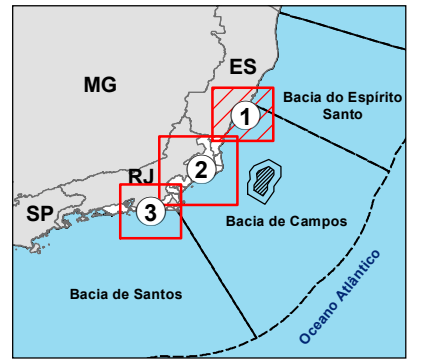 ES
MG
Bacia do Espírito
Santo
1
2
RJ
3
SP
Bacia de Campos
Bacia de Santos
Oceano Atlântico